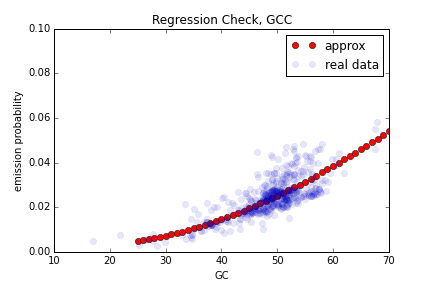 Regression Check, GCC
0.10
0.08
0.06
0.04
0.02
0.00
emission probability
approx
real data
10 20 30 40 50 60 70
GC